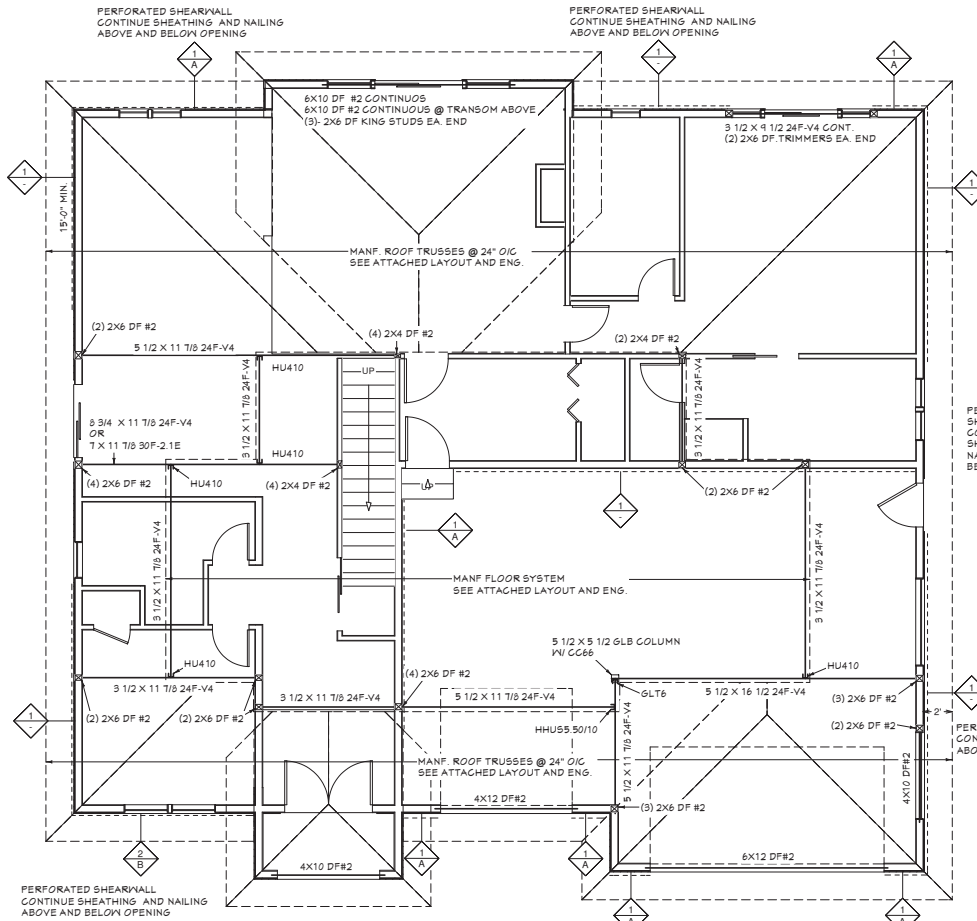 PERFORATED SHEARWALL
CONTINUE SHEATHING AND NAILING
ABOVE AND BELOW OPENING
PERFORATED SHEARWALL
CONTINUE SHEATHING AND NAILING
ABOVE AND BELOW OPENING
1
A
1
-
1
A
6X10 DF #2 CONTINUOS
6X10 DF #2 CONTINUOUS @ TRANSOM ABOVE
(3)- 2X6 DF KING STUDS EA. END
3 1/2 X 9 1/2 24F-V4 CONT.
(2) 2X6 DF.TRIMMERS EA. END
1
-
1
-
15'-0" MIN.
MANF. ROOF TRUSSES @ 24" O/C
SEE ATTACHED LAYOUT AND ENG.
(2) 2X6 DF #2
(4) 2X4 DF #2
(2) 2X4 DF #2
5 1/2 X 11 7/8 24F-V4
HU410
UP
3 1/2 X 11 7/8 24F-V4
3 1/2 X 11 7/8 24F-V4
8 3/4 X 11 7/8 24F-V4
OR
7 X 11 7/8 30F-2.1E
HU410
(4) 2X6 DF #2
HU410
(4) 2X4 DF #2
UP
1
-
(2) 2X6 DF #2
1
A
3 1/2 X 11 7/8 24F-V4
3 1/2 X 11 7/8 24F-V4
MANF FLOOR SYSTEM
SEE ATTACHED LAYOUT AND ENG.
5 1/2 X 5 1/2 GLB COLUMN
W/ CC66
HU410
HU410
3 1/2 X 11 7/8 24F-V4
3 1/2 X 11 7/8 24F-V4
(4) 2X6 DF #2
5 1/2 X 11 7/8 24F-V4
GLT6
5 1/2 X 16 1/2 24F-V4
(3) 2X6 DF #2
1
-
(2) 2X6 DF #2
(2) 2X6 DF #2
HHUS5.50/10
(2) 2X6 DF #2
2'
1
-
5 1/2 X 11 7/8 24F-V4
4X10 DF#2
MANF. ROOF TRUSSES @ 24" O/C
SEE ATTACHED LAYOUT AND ENG.
4X12 DF#2
(3) 2X6 DF #2
2
B
4X10 DF#2
1
A
1
A
6X12 DF#2
1
A
1
A
PERFORATED SHEARWALL
CONTINUE SHEATHING AND NAILING
ABOVE AND BELOW OPENING
PE
SH
CO
SH
NA
BE
PER
CON
ABO